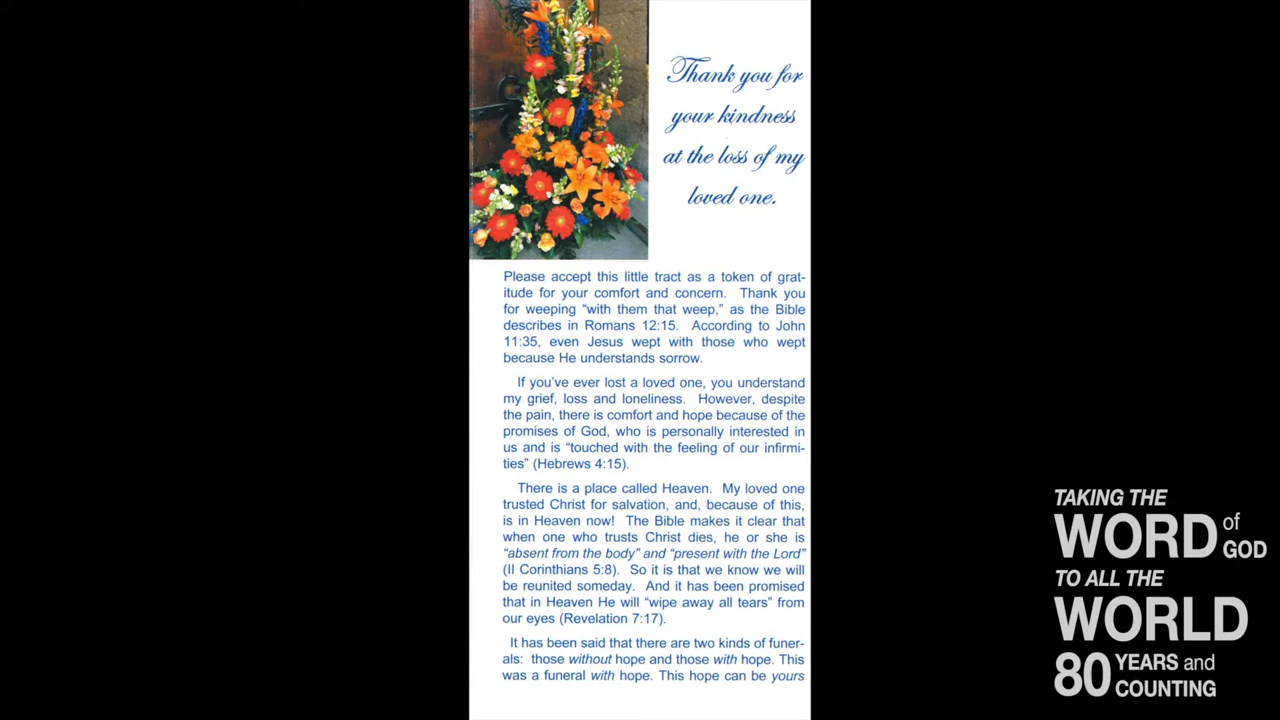 Thank you for
your kindness
at the loss of my
loved one.
Please accept this little tract as a token of grat-
itude for your comfort and concern. Thank you
for weeping “with them that weep,” as the Bible
describes in Romans 12:15. According to John
11:35, even Jesus wept with those who wept
because He understands sorrow.
If you’ve ever lost a loved one, you understand
my grief, loss and loneliness. However, despite
the pain, there is comfort and hope because of the
promises of God, who is personally interested in
us and is “touched with the feeling of our infirmi-
ties” (Hebrews 4:15).
There is a place called Heaven. My loved one
trusted Christ for salvation, and, because of this,
is in Heaven now! The Bible makes it clear that
when one who trusts Christ dies, he or she is
“absent from the body” and “present with the Lord”
(II Corinthians 5:8). So it is that we know we will
be reunited someday. And it has been promised
that in Heaven He will “wipe away all tears” from
our eyes (Revelation 7:17).
It has been said that there are two kinds of funer-
als: those without hope and those with hope. This
was a funeral with hope. This hope can be yours
TAKING THE
WORD of GOD
TO ALL THE
WORLD
80 YEARS and
COUNTING